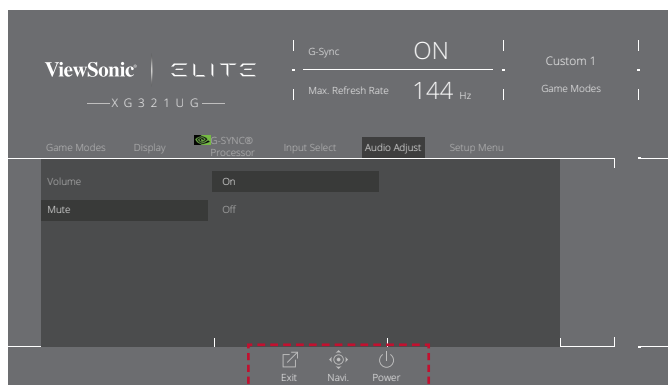 ViewSonic® ELITE
XG321UG
G-Sync ON
Max. Refresh Rate 144 Hz
Custom 1
Game Modes
Game Modes Display G-SYNC® Processor Input Select Audio Adjust Setup Menu
Volume On
Mute Off
Exit Navi. Power